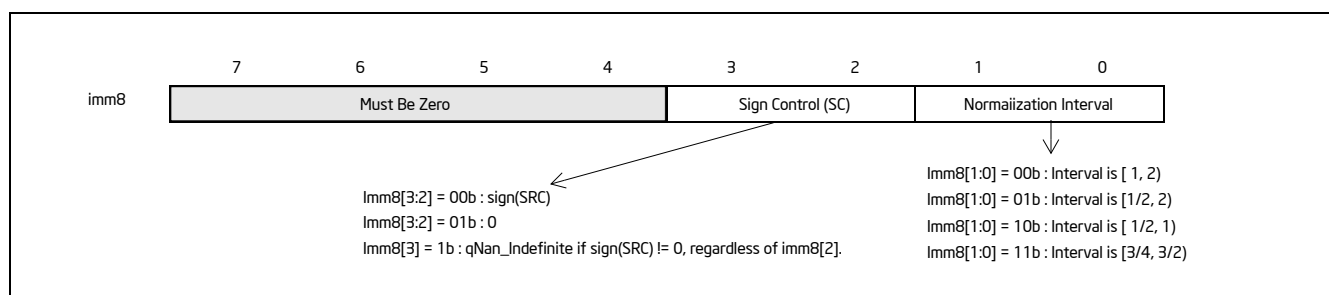 7 6 5 4 3 2 1 0
imm8 Must Be Zero Sign Control (SC) Normaiization Interval
Imm8[3:2] = 00b : sign(SRC)
Imm8[3:2] = 01b : 0
Imm8[3] = 1b : qNan_Indefinite if sign(SRC) != 0, regardless of imm8[2].
Imm8[1:0] = 00b : Interval is [ 1, 2)
Imm8[1:0] = 01b : Interval is [1/2, 2)
Imm8[1:0] = 10b : Interval is [ 1/2, 1)
Imm8[1:0] = 11b : Interval is [3/4, 3/2)